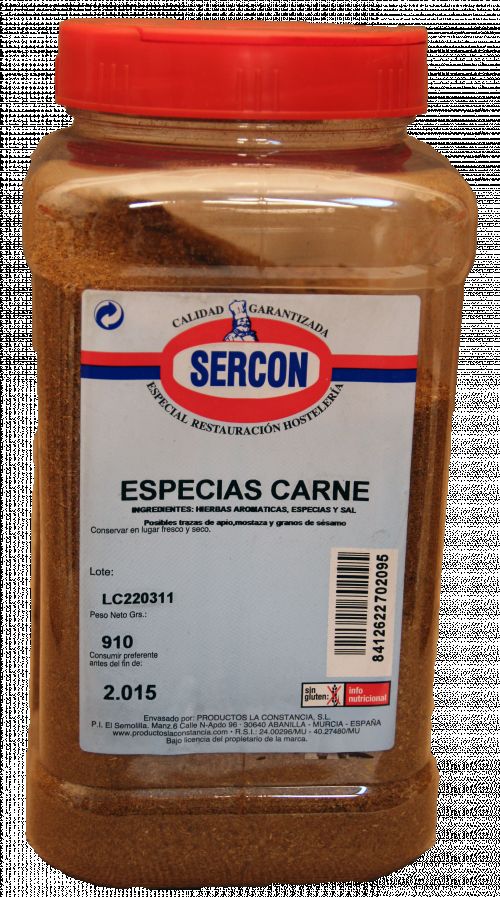 CALIDAD GARANTIZADA
SERCON
ESPECIAL RESTAURACIÓN HOSTELERÍA
ESPECIAS CARNE
INGREDIENTES: HIERBAS AROMATICAS, ESPECIAS Y SAL
Posibles trazas de apio,mostaza y granos de sésamo
Conservar en lugar fresco y seco.
Lote:
LC220311
Peso Neto Grs.:
910
Consumir preferente
antes del fin de:
2.015
8412622702095
sin
gluten:
info
nutricional
Envasado por: PRODUCTOS LA CONSTANCIA, S.L.
P.I. El Semolilla. Manz.6 Calle N-Apdo 96 - 30640 ABANILLA - MURCIA - ESPAÑA
www.productoslaconstancia.com • R.S.I.: 24.00296/MU - 40.27480/MU
Bajo licencia del propietario de la marca.